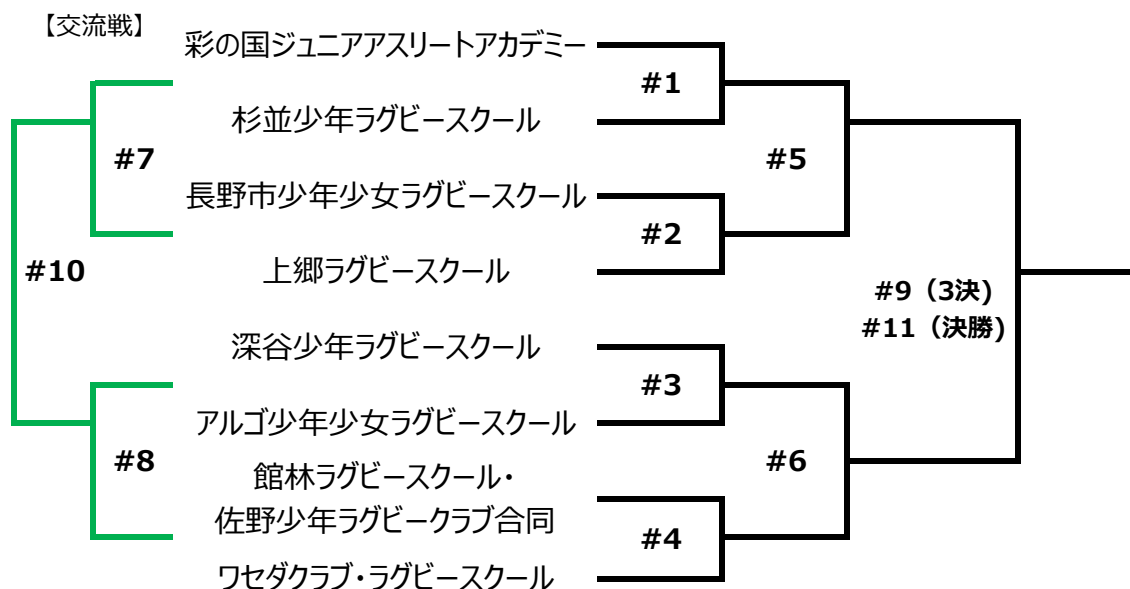 【交流戦】
彩の国ジュニアアスリートアカデミー
#1
杉並少年ラグビースクール
#7
#5
長野市少年少女ラグビースクール
#2
上郷ラグビースクール
#10
#9（3決)
#11（決勝)
深谷少年ラグビースクール
#3
アルゴ少年少女ラグビースクール
#8
#6
館林ラグビースクール・
佐野少年ラグビークラブ合同
#4
ワセダクラブ・ラグビースクール